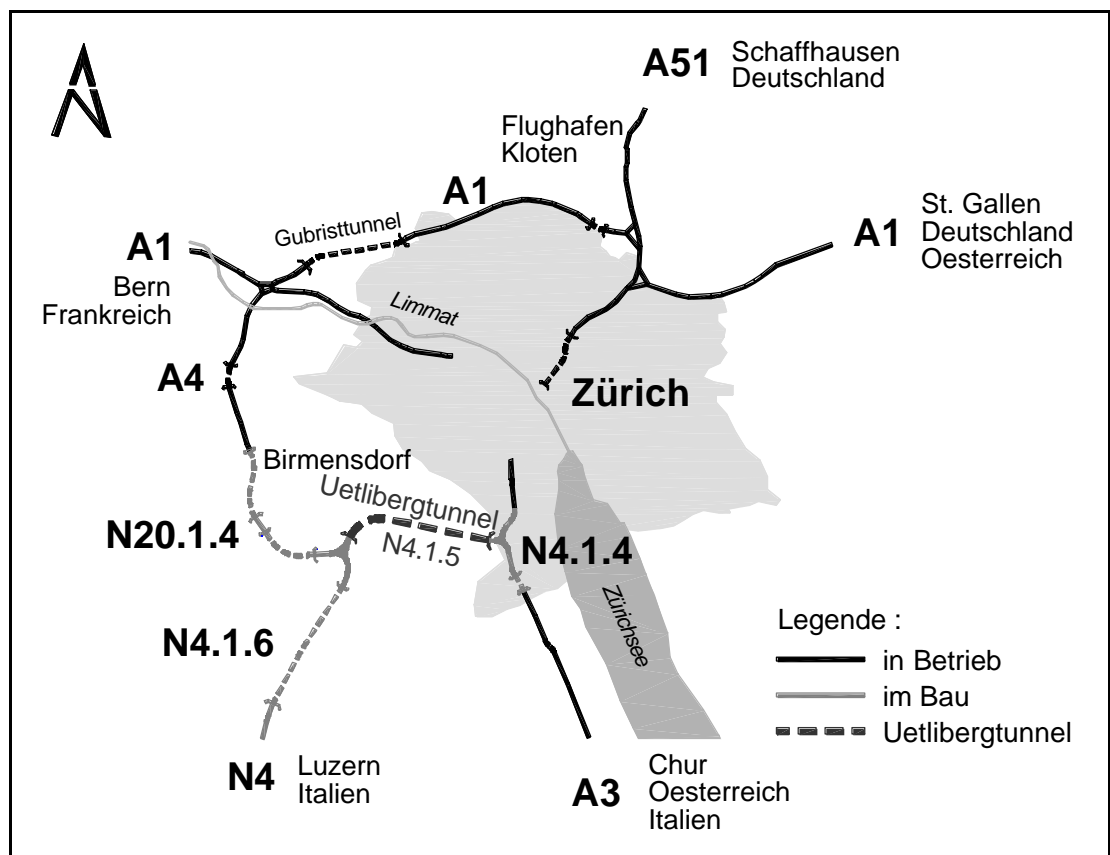 A51
Schaffhausen
Deutschland
Flughafen
Kloten
A1
Gubristtunnel
A1
St. Gallen
Deutschland
Oesterreich
A1
Bern
Frankreich
Limmat
A4
Zürich
Birmensdorf
Uetlibergtunnel
N20.1.4
N4.1.5
N4.1.4
Zürichsee
N4.1.6
Legende :
in Betrieb
im Bau
Uetlibergtunnel
N4
Luzern
Italien
A3
Chur
Oesterreich
Italien